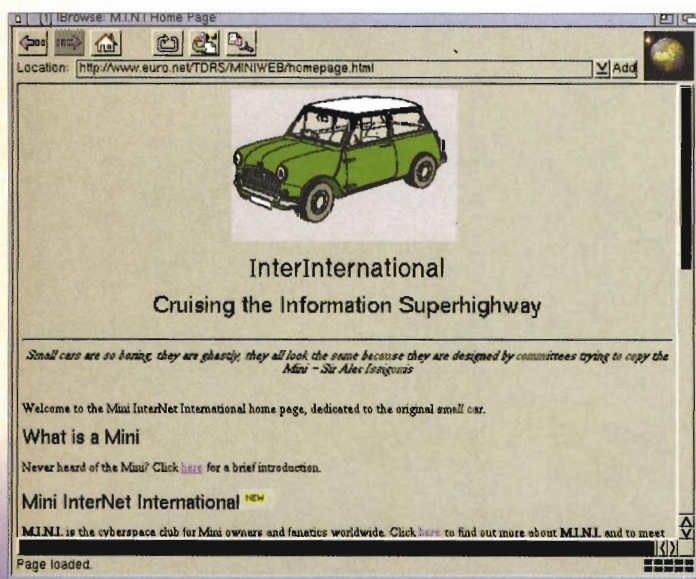 [1] IBrowse: M.I.N.I Home Page
Location: http://www.euro.net/TDRS/MINIWEB/homepage.html Add
InterInternational
Cruising the Information Superhighway
Small cars are so boring, they are ghastly, they all look the same because they are designed by committees trying to copy the
Mini - Sir Alec Issigonis
Welcome to the Mini InterNet International home page, dedicated to the original small car.
What is a Mini
Never heard of the Mini? Click here for a brief introduction.
Mini InterNet International NEW
M.I.N.I. is the cyberspace club for Mini owners and fanatics worldwide. Click here to find out more about M.I.N.I. and to meet
Page loaded.